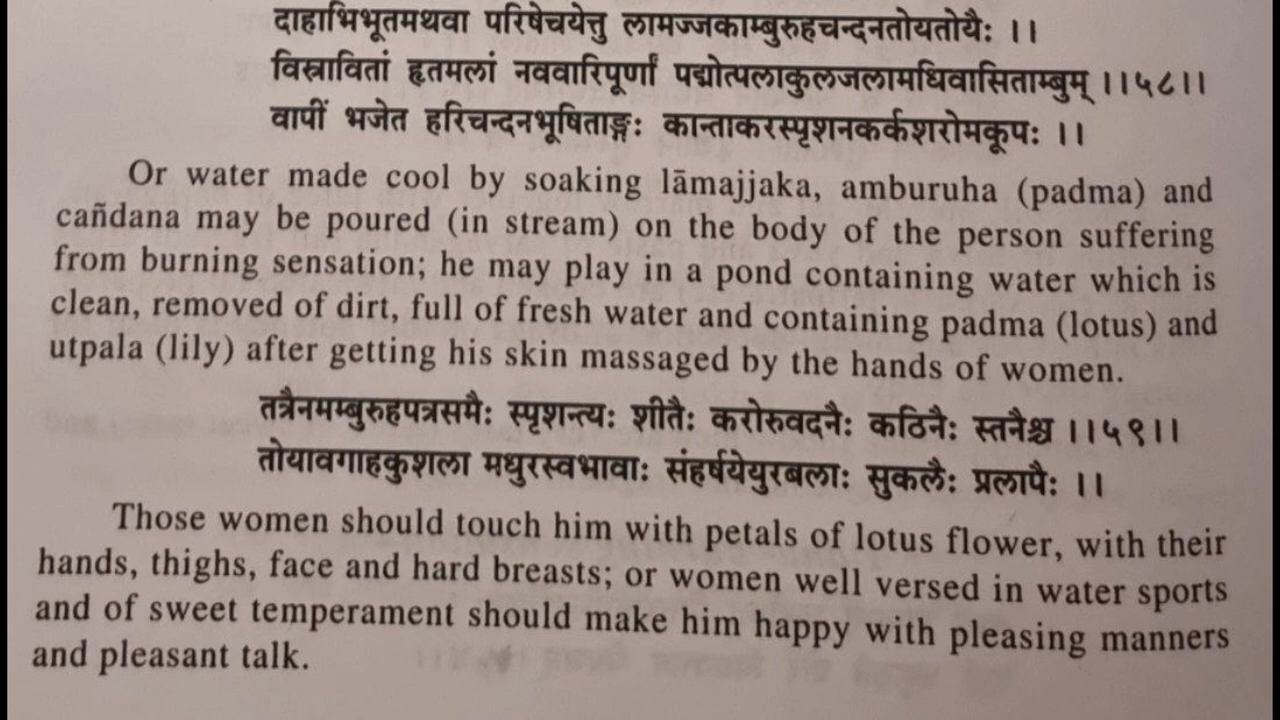 दाहाभिभूतमथवा परिषेचयेत्तु लामज्जकाम्बुरुहचन्दनतोयतोयैः ।।
विस्रावितां हृतमलां नववारिपूर्णां पद्मोत्पलाकुलजलामधिवासिताम्बुम् ।।५८।।
वापीं भजेत हरिचन्दनभूषिताङ्गः कान्ताकरस्पृशनकर्कशरोमकूपः ।।
Or water made cool by soaking lāmajjaka, amburuha (padma) and
cañdana may be poured (in stream) on the body of the person suffering
from burning sensation; he may play in a pond containing water which is
clean, removed of dirt, full of fresh water and containing padma (lotus) and
utpala (lily) after getting his skin massaged by the hands of women.
तत्रैनमम्बुरुहपत्रसमैः स्पृशन्त्यः शीतैः करोरुवदनैः कठिनैः स्तनैश्च ।।५९।।
तोयावगाहकुशला मधुरस्वभावाः संहर्षयेयुरबलाः सुकलैः प्रलापैः ।।
Those women should touch him with petals of lotus flower, with their
hands, thighs, face and hard breasts; or women well versed in water sports
and of sweet temperament should make him happy with pleasing manners
and pleasant talk.